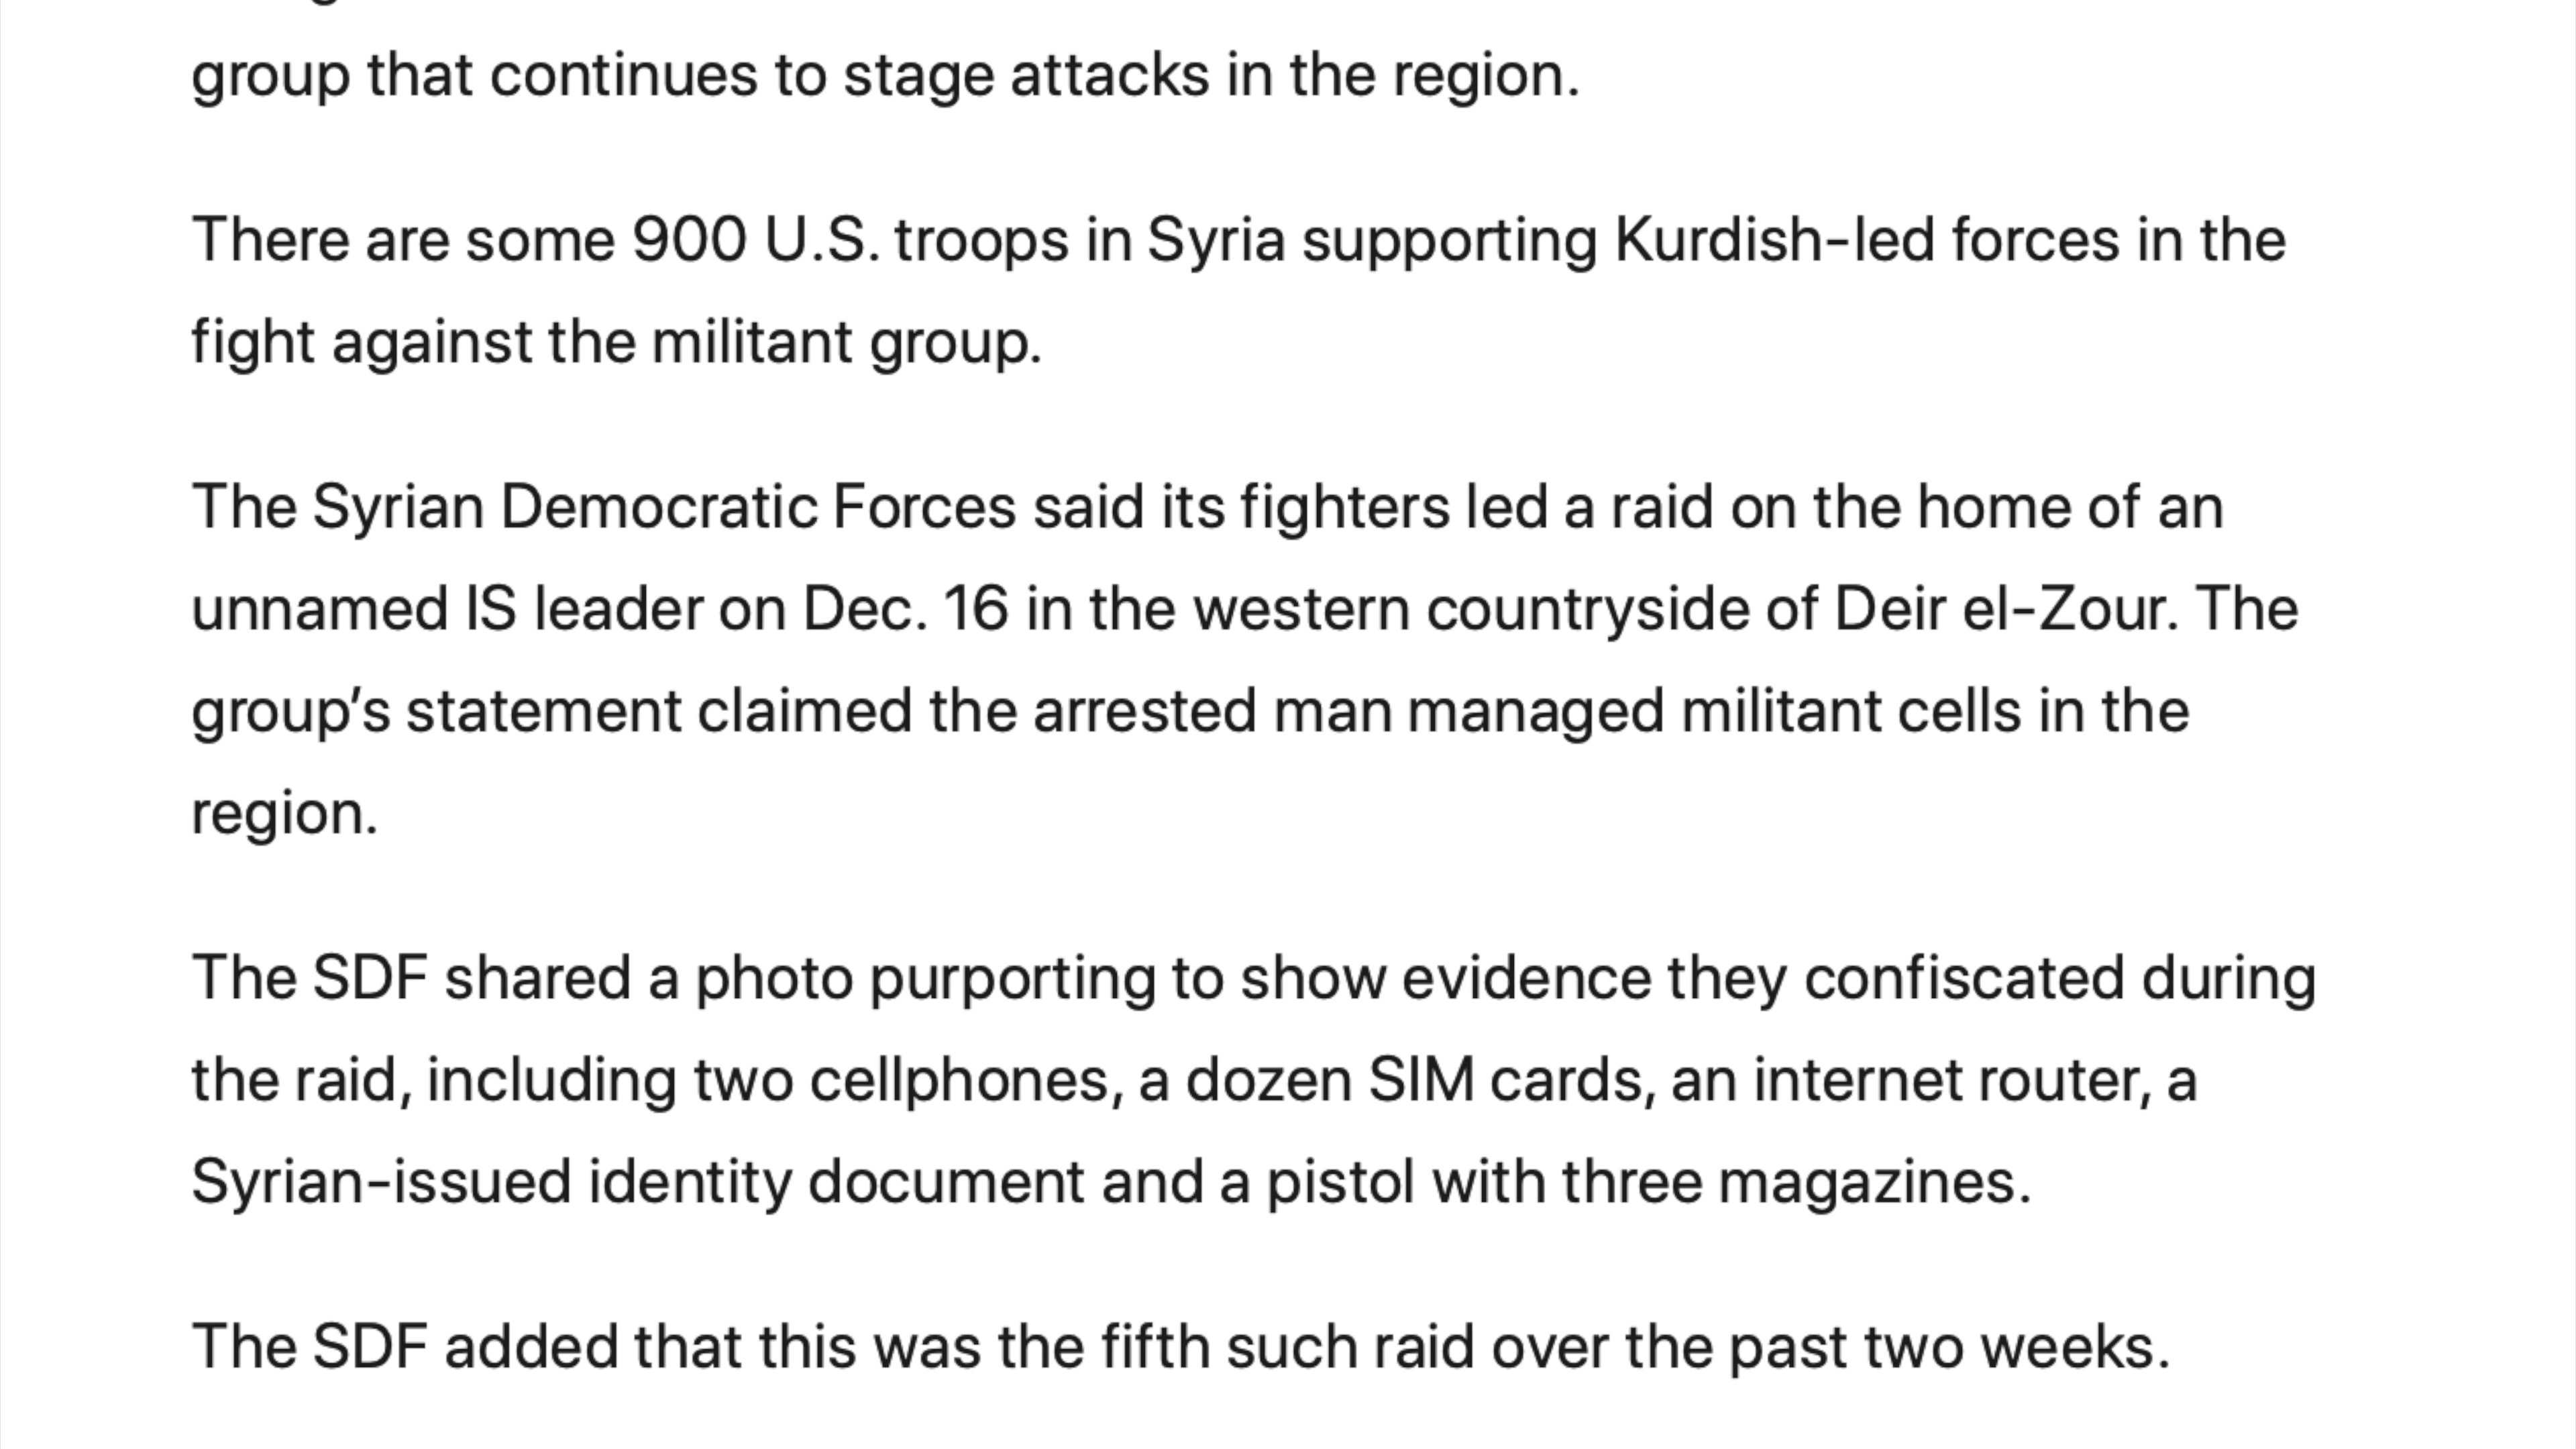 group that continues to stage attacks in the region.
There are some 900 U.S. troops in Syria supporting Kurdish-led forces in the
fight against the militant group.
The Syrian Democratic Forces said its fighters led a raid on the home of an
unnamed IS leader on Dec. 16 in the western countryside of Deir el-Zour. The
group’s statement claimed the arrested man managed militant cells in the
region.
The SDF shared a photo purporting to show evidence they confiscated during
the raid, including two cellphones, a dozen SIM cards, an internet router, a
Syrian-issued identity document and a pistol with three magazines.
The SDF added that this was the fifth such raid over the past two weeks.